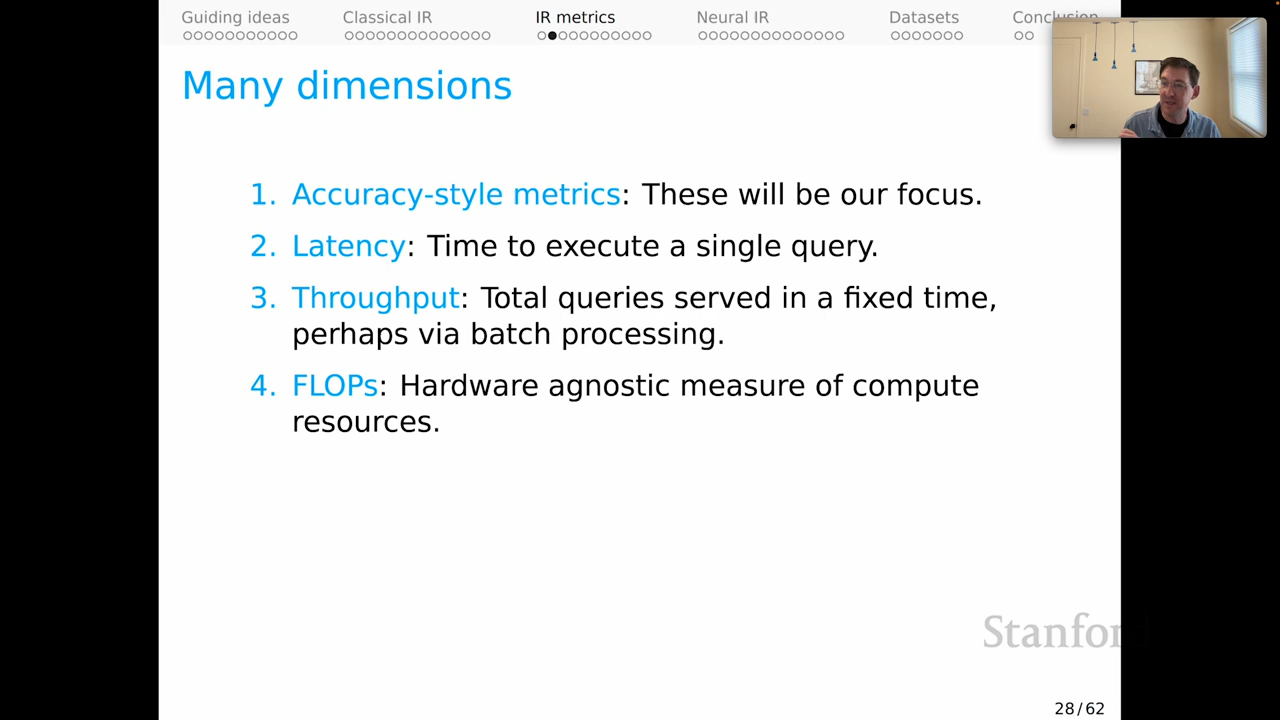 Guiding ideas
Classical IR
IR metrics
Neural IR
Datasets
Conclusion
Many dimensions
1. Accuracy-style metrics: These will be our focus.
2. Latency: Time to execute a single query.
3. Throughput: Total queries served in a fixed time,
perhaps via batch processing.
4. FLOPs: Hardware agnostic measure of compute
resources.
Stanford
28/62